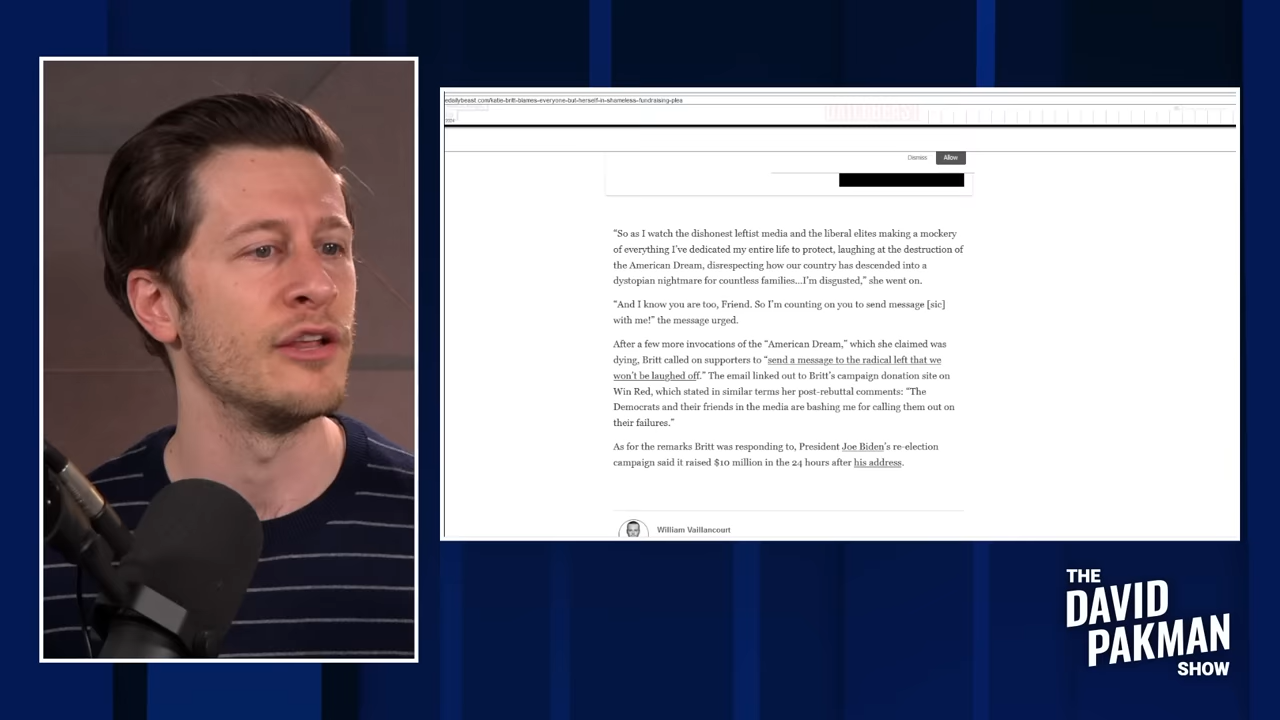 edailybeast.com/katie-britt-blames-everyone-but-herself-in-shameless-fundraising-plea
Dismiss
Allow
“So as I watch the dishonest leftist media and the liberal elites making a mockery
of everything I’ve dedicated my entire life to protect, laughing at the destruction of
the American Dream, disrespecting how our country has descended into a
dystopian nightmare for countless families...I’m disgusted,” she went on.
“And I know you are too, Friend. So I’m counting on you to send message [sic]
with me!” the message urged.
After a few more invocations of the “American Dream,” which she claimed was
dying, Britt called on supporters to “send a message to the radical left that we
won’t be laughed off.” The email linked out to Britt’s campaign donation site on
Win Red, which stated in similar terms her post-rebuttal comments: “The
Democrats and their friends in the media are bashing me for calling them out on
their failures.”
As for the remarks Britt was responding to, President Joe Biden’s re-election
campaign said it raised $10 million in the 24 hours after his address.
William Vaillancourt
THE
DAVID
PAKMAN
SHOW